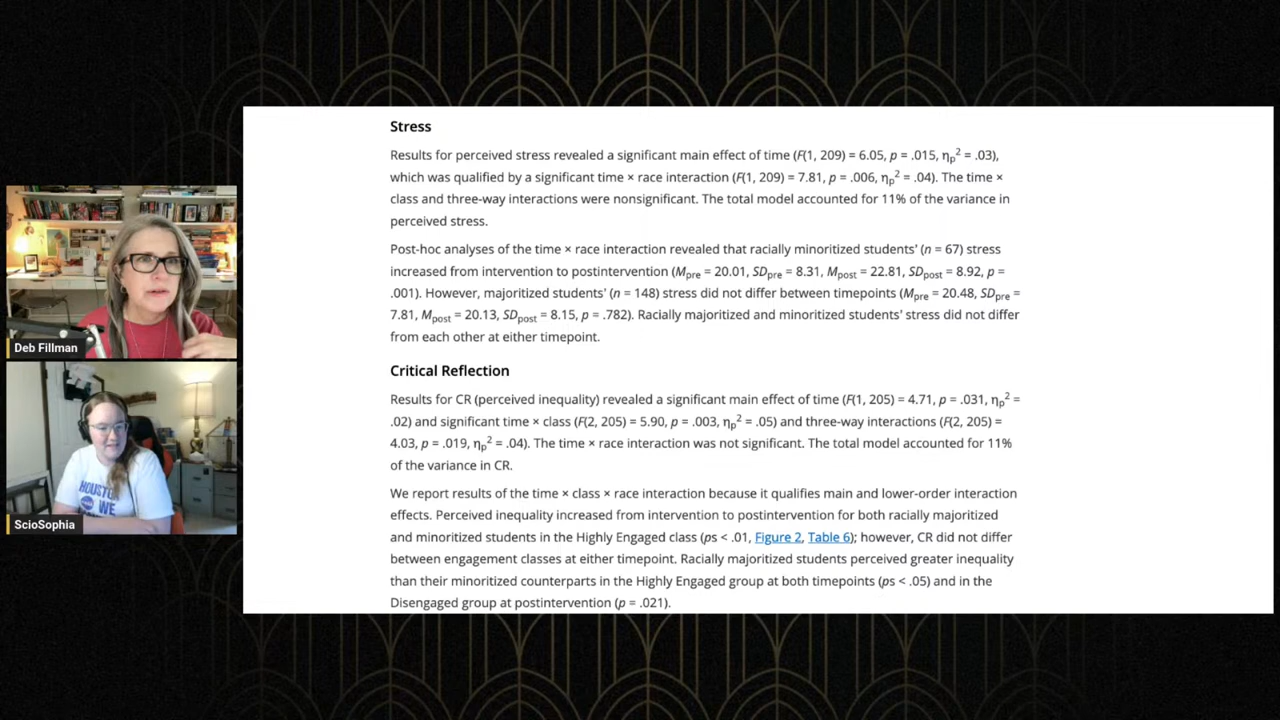 Stress
Results for perceived stress revealed a significant main effect of time (F(1, 209) = 6.05, p = .015, ηp² = .03),
which was qualified by a significant time × race interaction (F(1, 209) = 7.81, p = .006, ηp² = .04). The time ×
class and three-way interactions were nonsignificant. The total model accounted for 11% of the variance in
perceived stress.
Post-hoc analyses of the time × race interaction revealed that racially minoritized students' (n = 67) stress
increased from intervention to postintervention (Mpre = 20.01, SDpre = 8.31, Mpost = 22.81, SDpost = 8.92, p =
.001). However, majoritized students' (n = 148) stress did not differ between timepoints (Mpre = 20.48, SDpre =
7.81, Mpost = 20.13, SDpost = 8.15, p = .782). Racially majoritized and minoritized students' stress did not differ
from each other at either timepoint.
Critical Reflection
Results for CR (perceived inequality) revealed a significant main effect of time (F(1, 205) = 4.71, p = .031, ηp² =
.02) and significant time × class (F(2, 205) = 5.90, p = .003, ηp² = .05) and three-way interactions (F(2, 205) =
4.03, p = .019, ηp² = .04). The time × race interaction was not significant. The total model accounted for 11%
of the variance in CR.
We report results of the time × class × race interaction because it qualifies main and lower-order interaction
effects. Perceived inequality increased from intervention to postintervention for both racially majoritized
and minoritized students in the Highly Engaged class (ps < .01, Figure 2, Table 6); however, CR did not differ
between engagement classes at either timepoint. Racially majoritized students perceived greater inequality
than their minoritized counterparts in the Highly Engaged group at both timepoints (ps < .05) and in the
Disengaged group at postintervention (p = .021).
Deb Fillman
HOUSTON
WE
ScioSophia